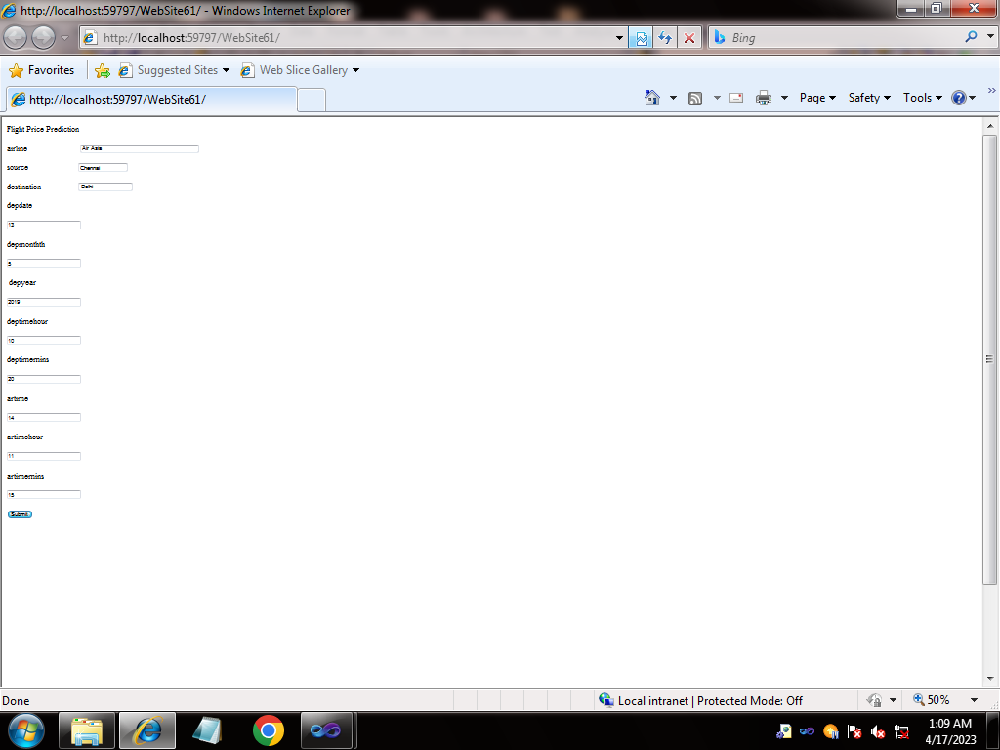 http://localhost:59797/WebSite61/ - Windows Internet Explorer
http://localhost:59797/WebSite61/
Bing
Favorites
Suggested Sites
Web Slice Gallery
http://localhost:59797/WebSite61/
Page
Safety
Tools
»
Flight Price Prediction
airline Air Asia
source Chennai
destination Delhi
depdate
12
depmonthth
5
depyear
2019
deptimehour
10
deptimemins
20
artime
14
artimehour
11
artimemins
15
Submit
Done
Local intranet | Protected Mode: Off
50%
1:09 AM
4/17/2023